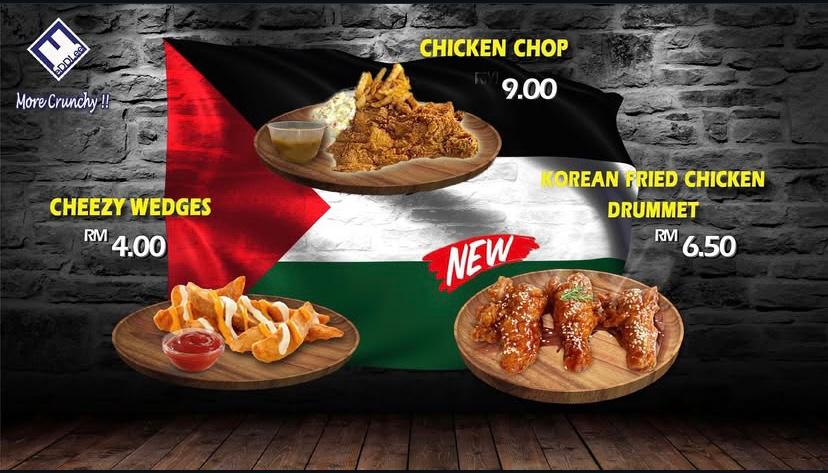 EDDLee
More Crunchy !!
CHICKEN CHOP
RM 9.00
CHEEZY WEDGES
RM 4.00
KOREAN FRIED CHICKEN
DRUMMET
RM 6.50
NEW